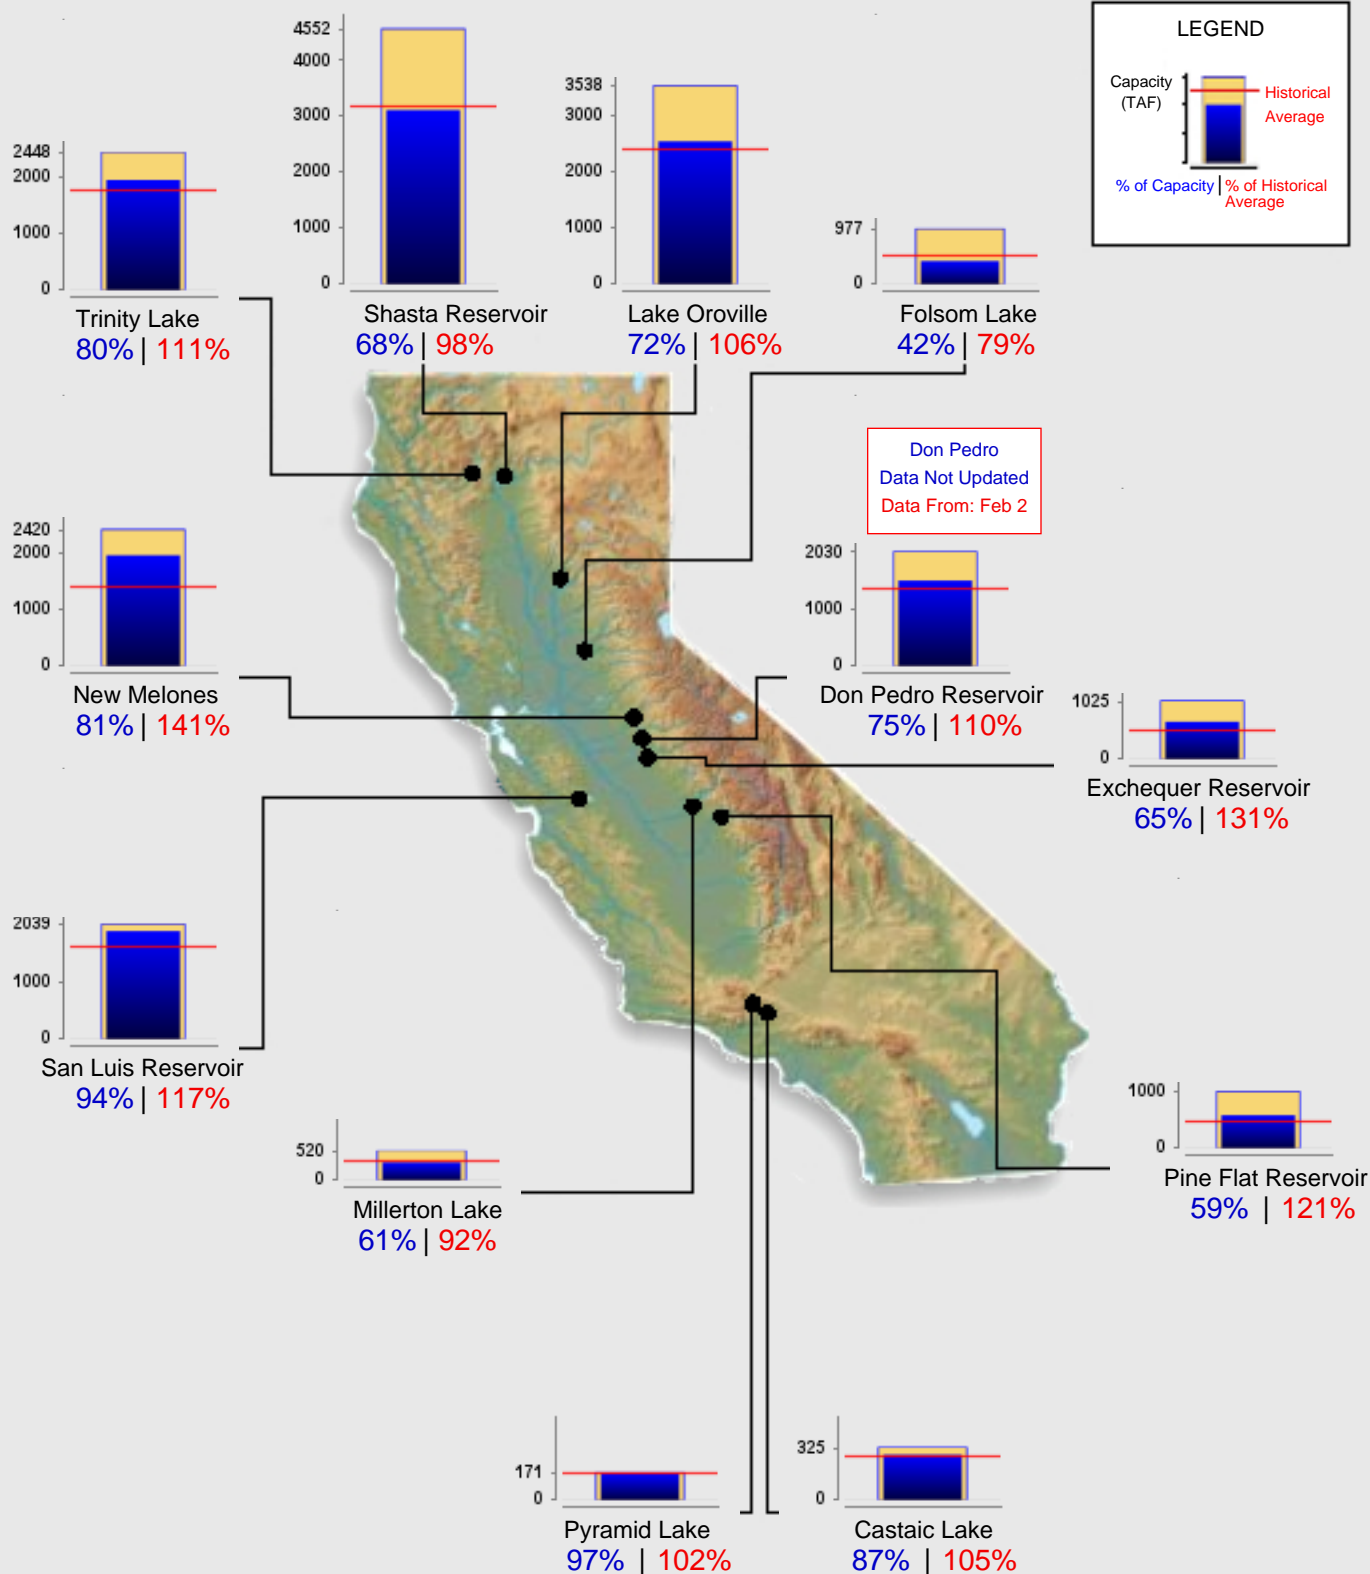 LEGEND
Capacity
(TAF)
Historical
Average
% of Capacity | % of Historical
Average
4552
4000
3000
2000
1000
0
Shasta Reservoir
68% | 98%
3538
3000
2000
1000
0
Lake Oroville
72% | 106%
2448
2000
1000
0
Trinity Lake
80% | 111%
977
0
Folsom Lake
42% | 79%
Don Pedro
Data Not Updated
Data From: Feb 2
2420
2000
1000
0
New Melones
81% | 141%
2030
1000
0
Don Pedro Reservoir
75% | 110%
1025
0
Exchequer Reservoir
65% | 131%
2039
1000
0
San Luis Reservoir
94% | 117%
520
0
Millerton Lake
61% | 92%
1000
0
Pine Flat Reservoir
59% | 121%
171
0
Pyramid Lake
97% | 102%
325
0
Castaic Lake
87% | 105%